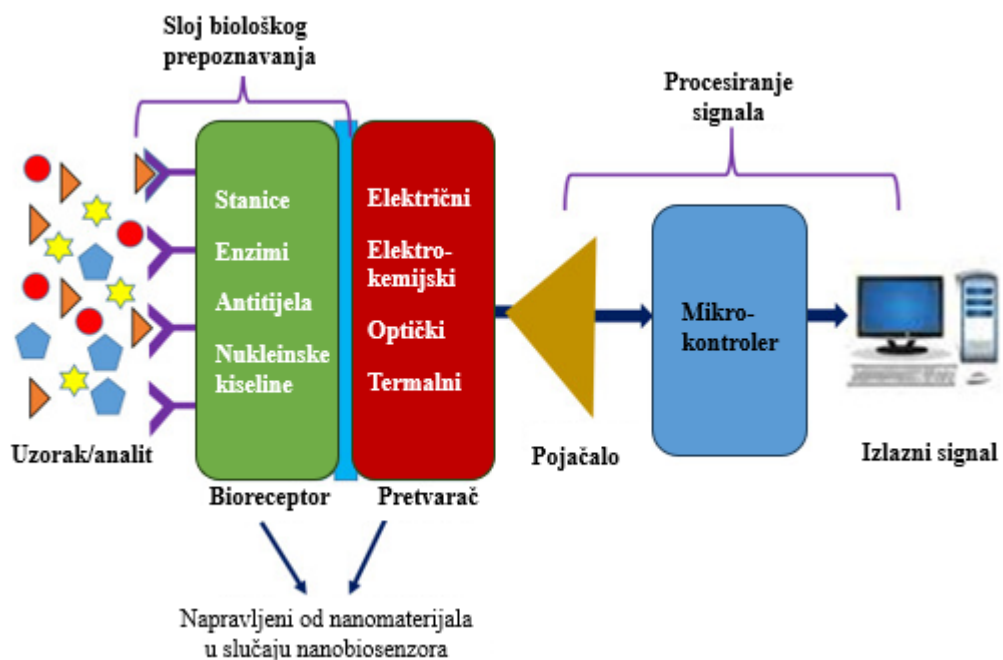 Sloj biološkog
prepoznavanja
Procesiranje
signala
Stanice
Enzimi
Antitijela
Nukleinske
kiseline
Električni
Elektro-
kemijski
Optički
Termalni
Mikro-
kontroler
Uzorak/analit
Bioreceptor
Pretvarač
Pojačalo
Izlazni signal
Napravljeni od nanomaterijala
u slučaju nanobiosenzora